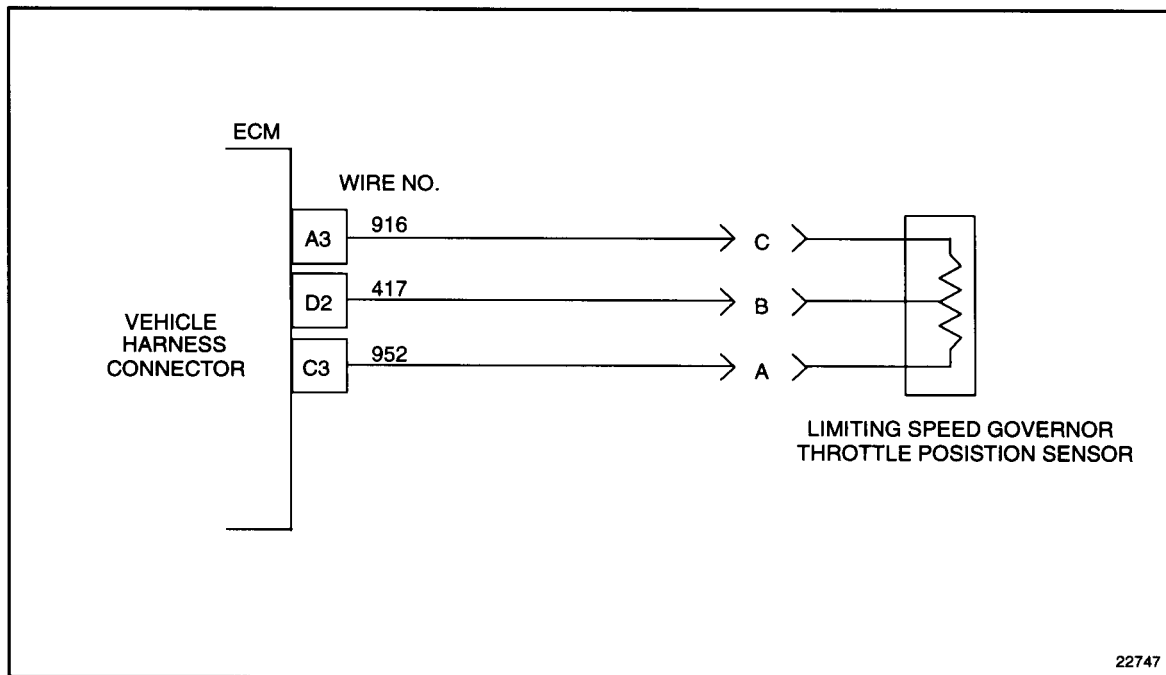 ECM
WIRE NO.
A3 916 C
D2 417 B
C3 952 A
VEHICLE
HARNESS
CONNECTOR
LIMITING SPEED GOVERNOR
THROTTLE POSISTION SENSOR
22747